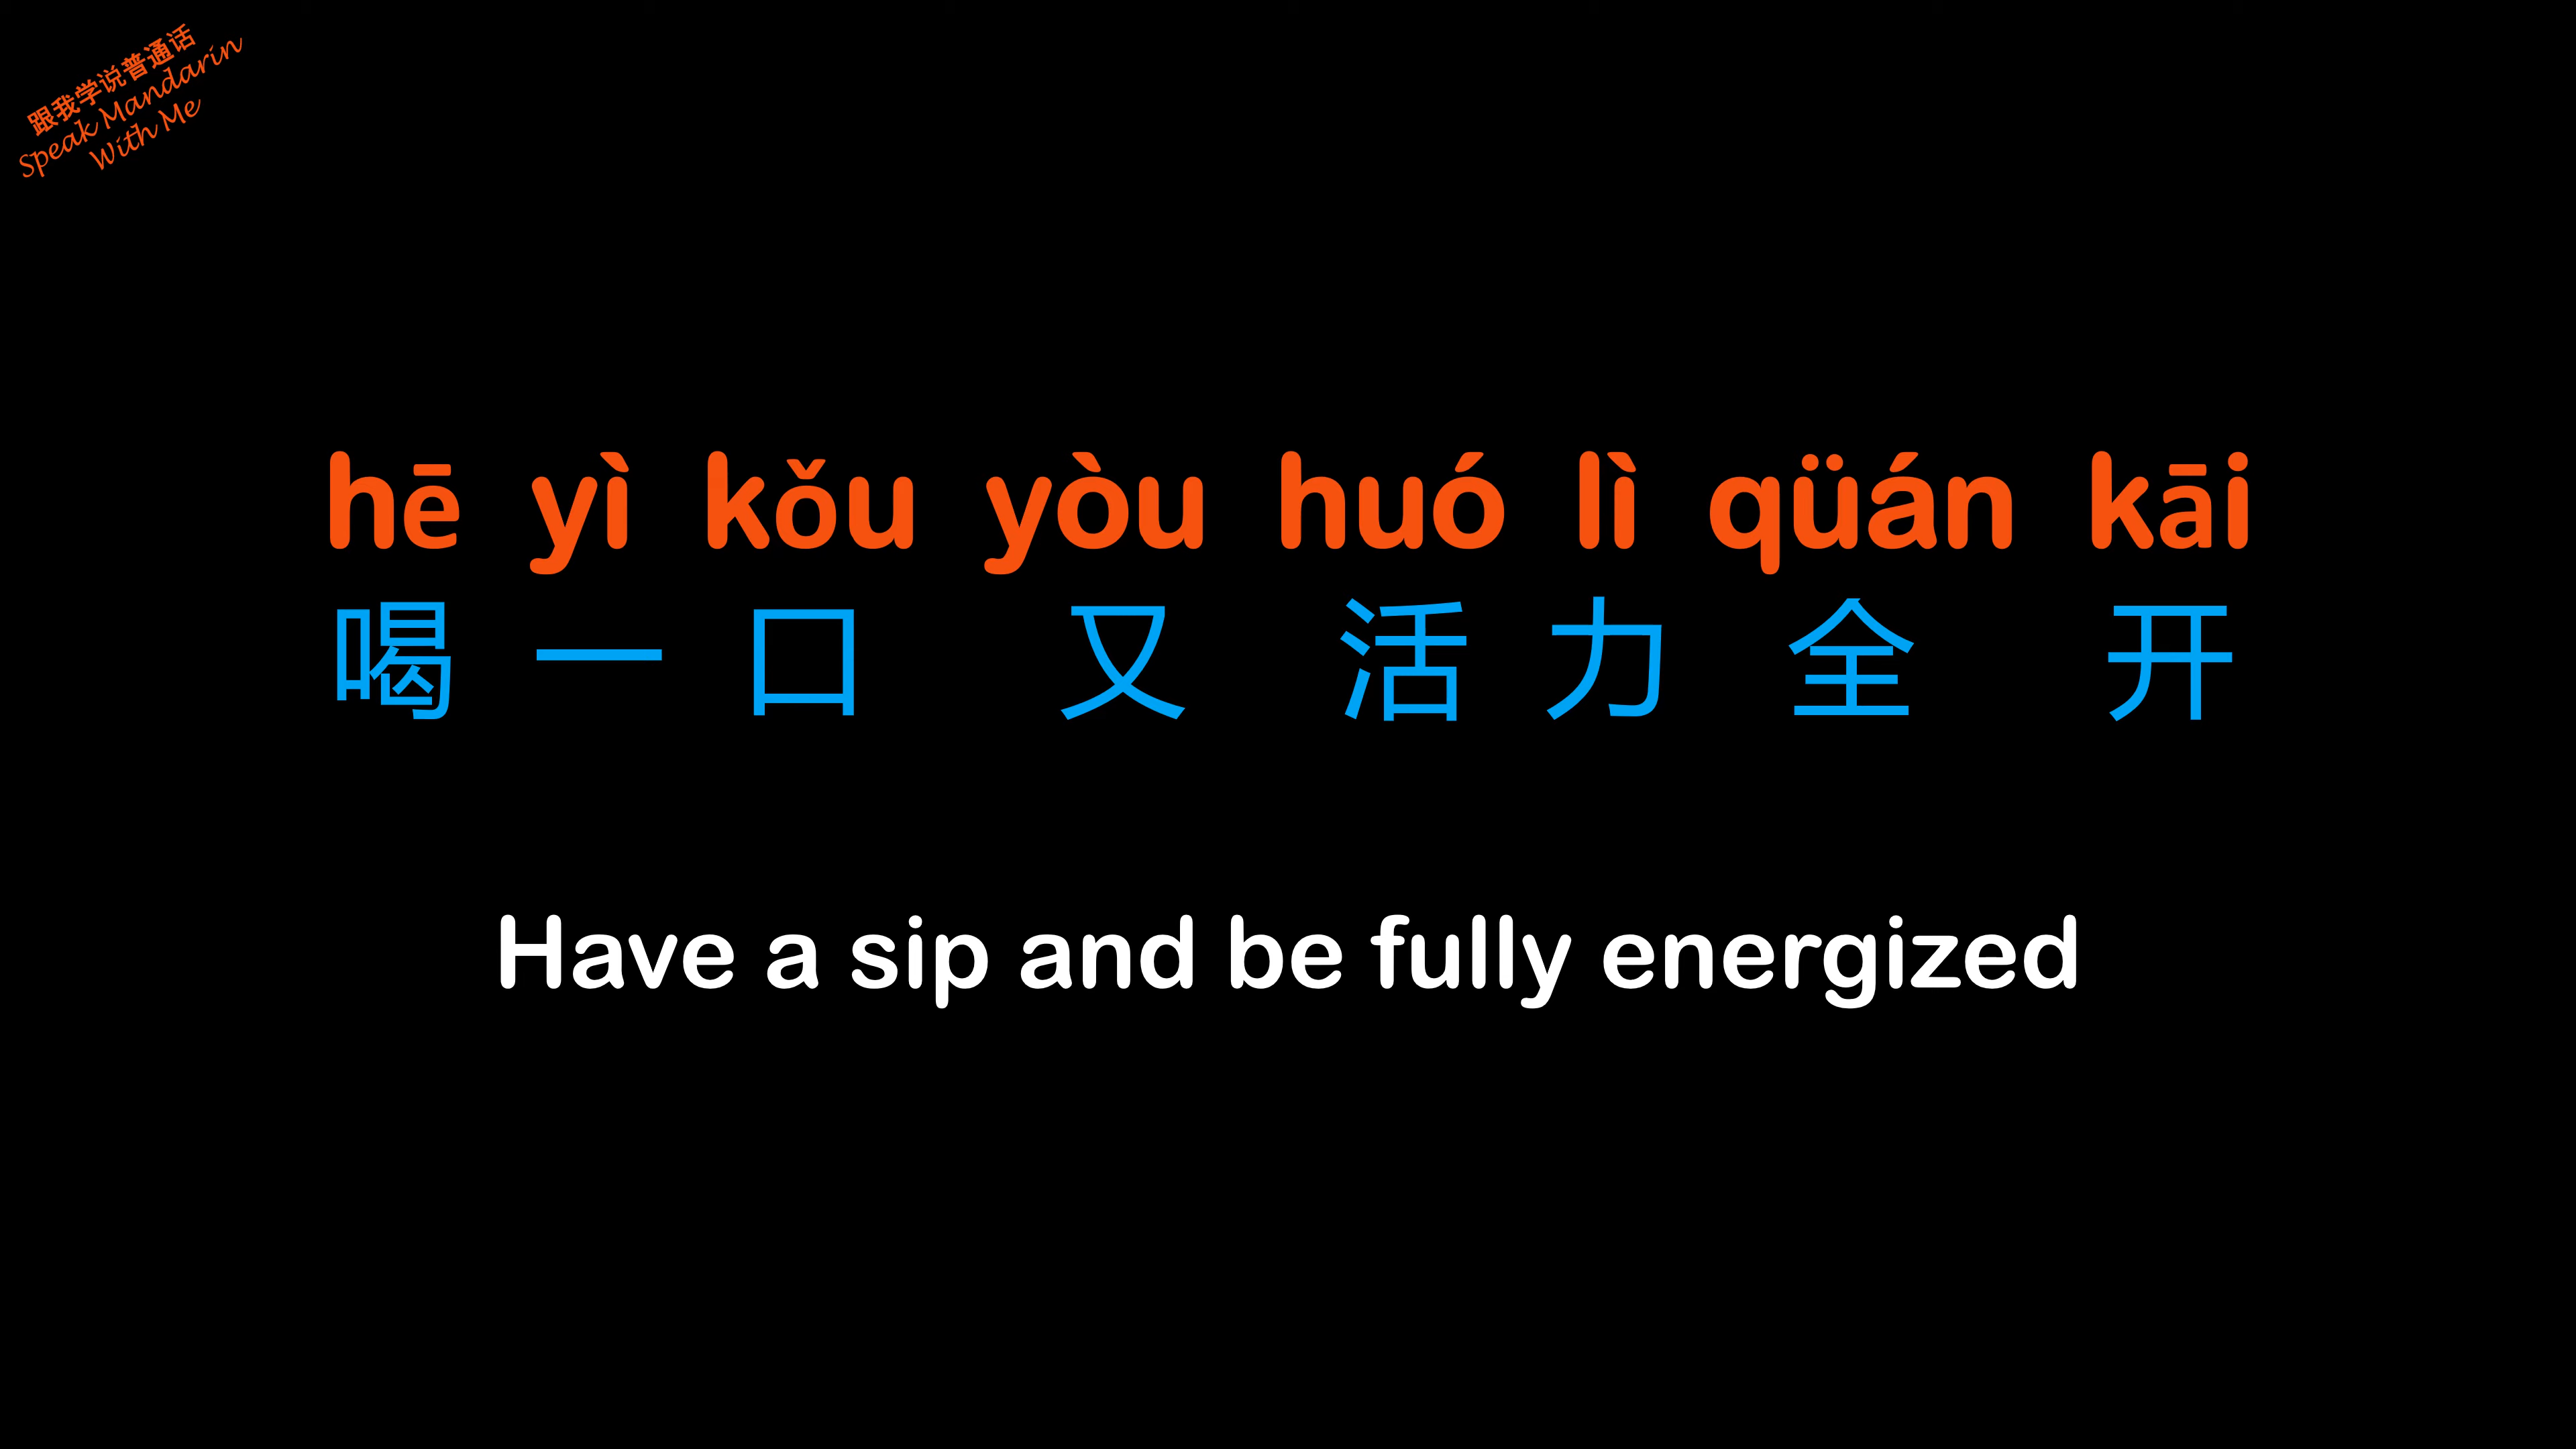 跟我学说普通话
Speak Mandarin
With Me
hē yì kǒu yòu huó lì qüán kāi
喝一口又活力全开
Have a sip and be fully energized